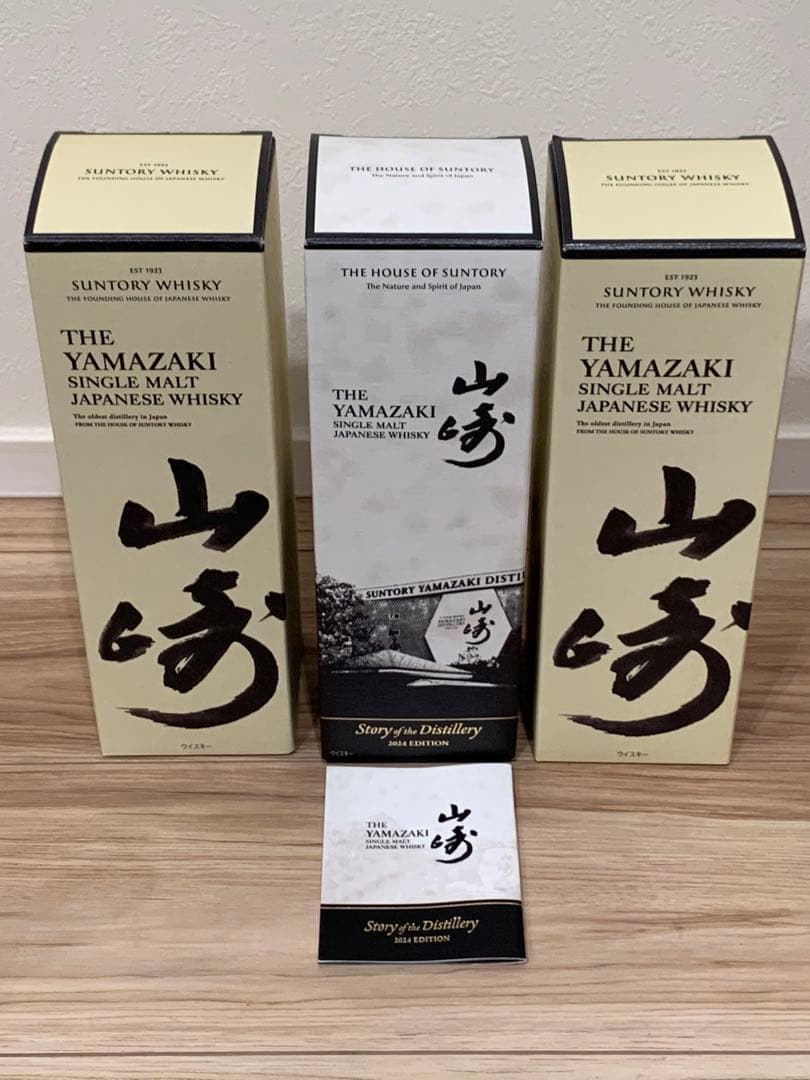 EST 1923
SUNTORY WHISKY
THE FOUNDING HOUSE OF JAPANESE WHISKY
EST 1923
SUNTORY WHISKY
THE FOUNDING HOUSE OF JAPANESE WHISKY
THE
YAMAZAKI
SINGLE MALT
JAPANESE WHISKY
The oldest distillery in Japan
FROM THE HOUSE OF SUNTORY WHISKY
山崎
ウイスキー
THE HOUSE OF SUNTORY
The Nature and Spirit of Japan
THE HOUSE OF SUNTORY
The Nature and Spirit of Japan
THE
YAMAZAKI
SINGLE MALT
JAPANESE WHISKY
山崎
SUNTORY YAMAZAKI DISTI
山崎
Story of the Distillery
2024 EDITION
ウイスキー
EST 1923
SUNTORY WHISKY
THE FOUNDING HOUSE OF JAPANESE WHISKY
EST 1923
SUNTORY WHISKY
THE FOUNDING HOUSE OF JAPANESE WHISKY
THE
YAMAZAKI
SINGLE MALT
JAPANESE WHISKY
The oldest distillery in Japan
FROM THE HOUSE OF SUNTORY WHISKY
山崎
ウイスキー
THE
YAMAZAKI
SINGLE MALT
JAPANESE WHISKY
山崎
Story of the Distillery
2024 EDITION